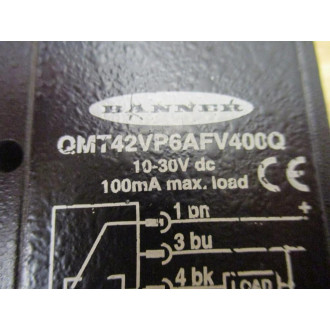 BANNER
QMT42VP6AFV400Q
10-30V dc
100mA max. load CE
1 bn +
3 bu
4 bk LOAD